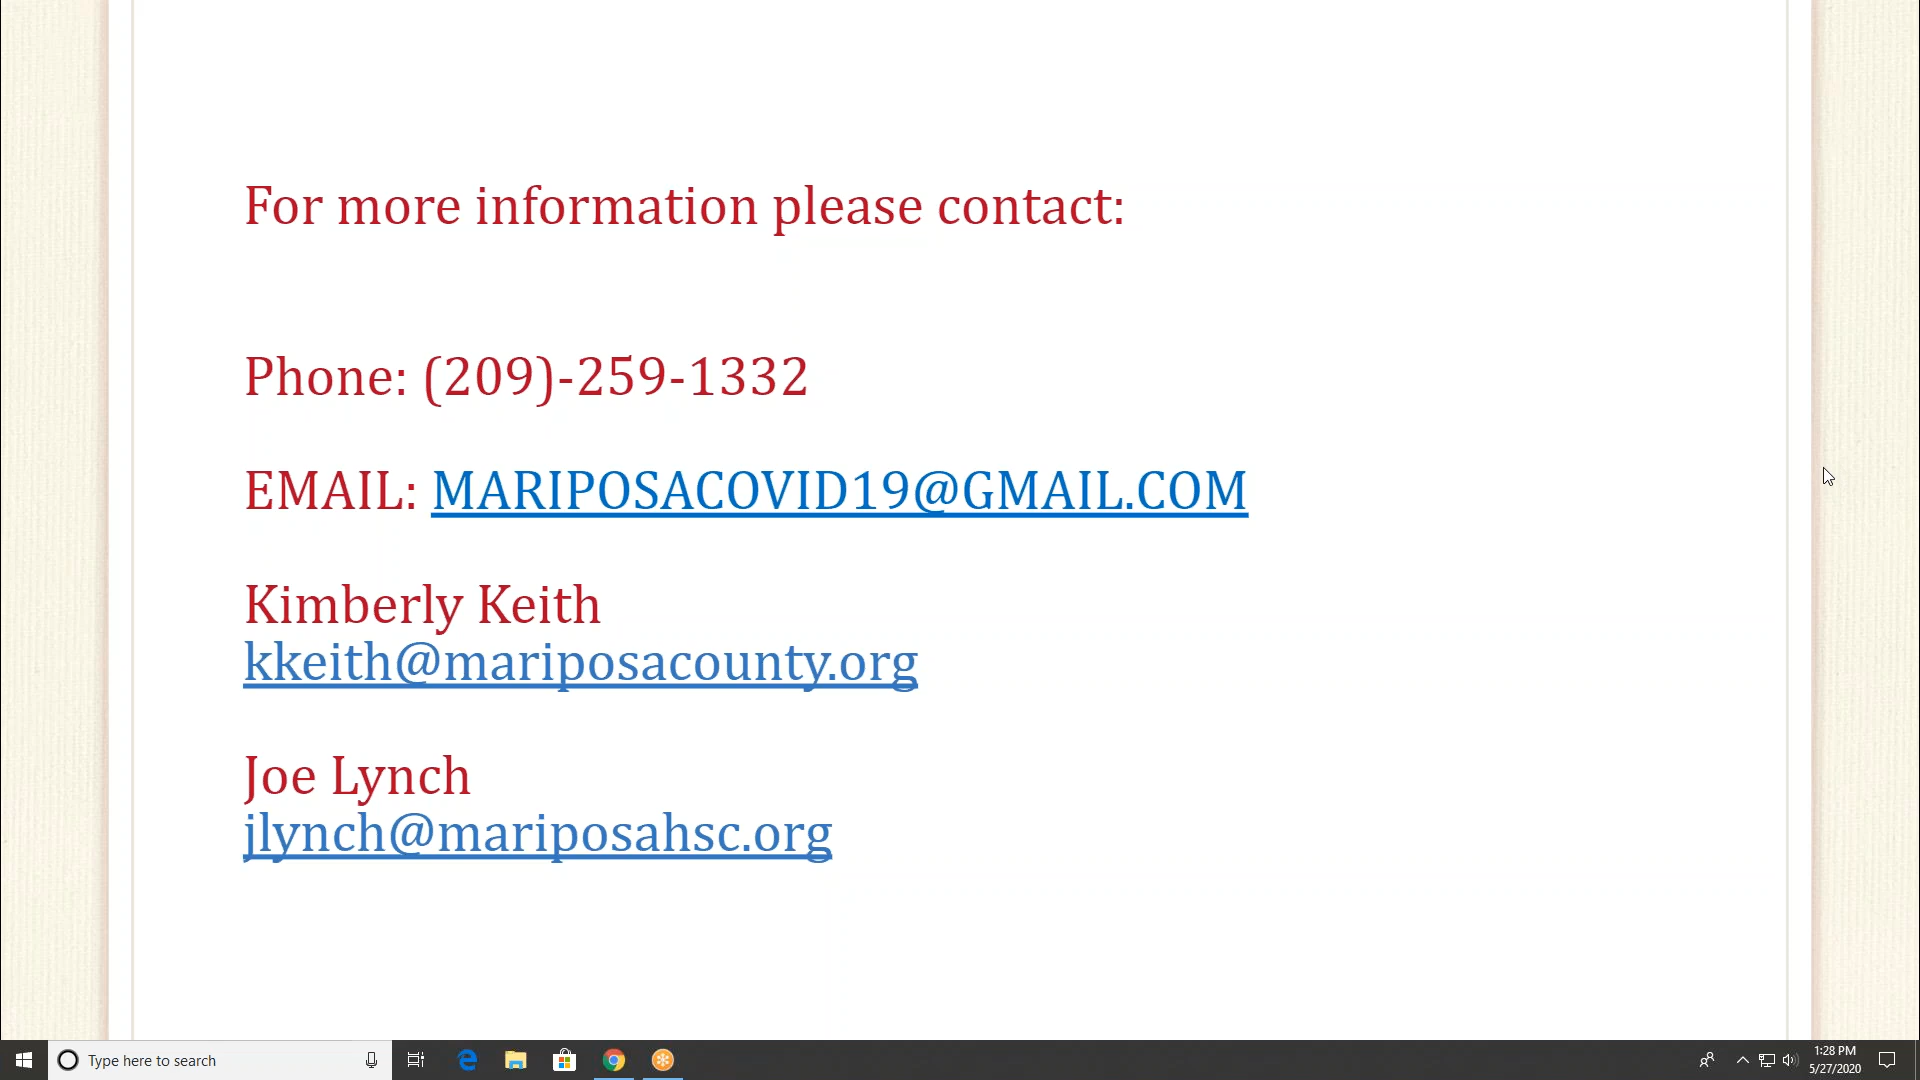 For more information please contact:
Phone: (209)-259-1332
EMAIL: MARIPOSACOVID19@GMAIL.COM
Kimberly Keith
kkeith@mariposacounty.org
Joe Lynch
jlynch@mariposahsc.org
Type here to search
1:28 PM
5/27/2020